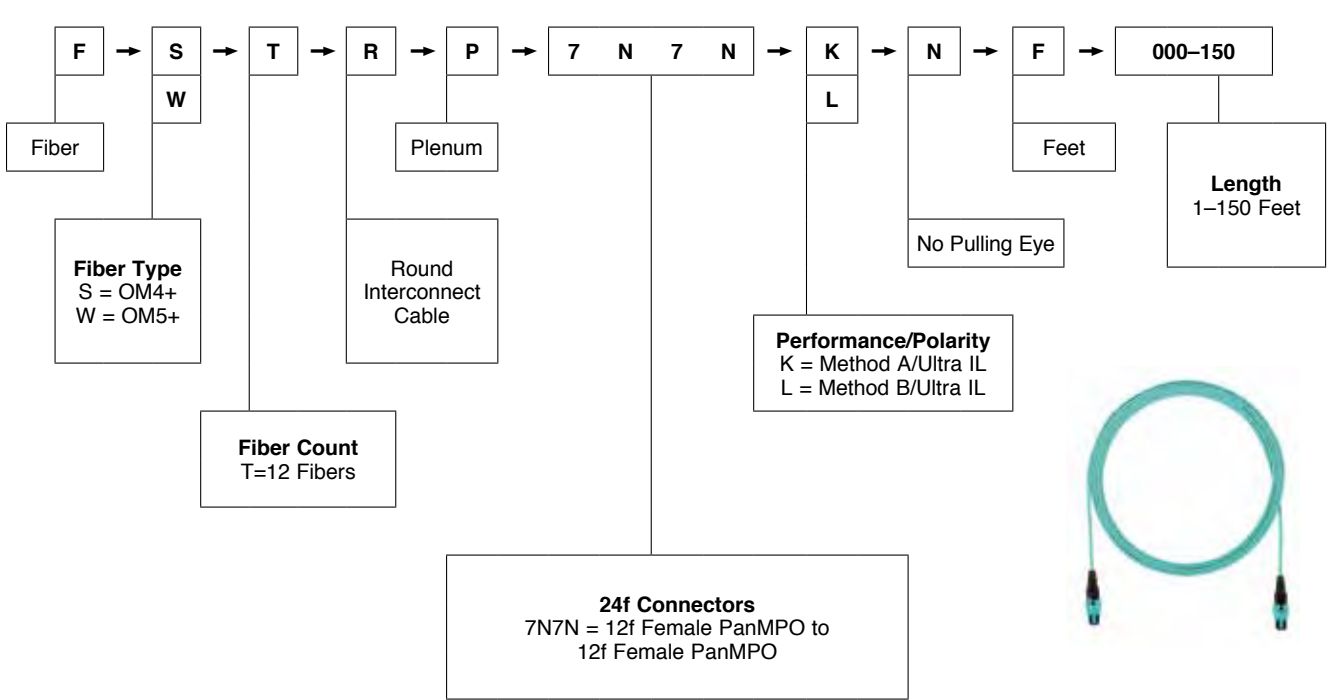 F → S → T → R → P → 7 N 7 N → K → N → F → 000–150
W
L
Fiber
Plenum
Feet
Length
1–150 Feet
No Pulling Eye
Fiber Type
S = OM4+
W = OM5+
Round
Interconnect
Cable
Performance/Polarity
K = Method A/Ultra IL
L = Method B/Ultra IL
Fiber Count
T=12 Fibers
24f Connectors
7N7N = 12f Female PanMPO to
12f Female PanMPO